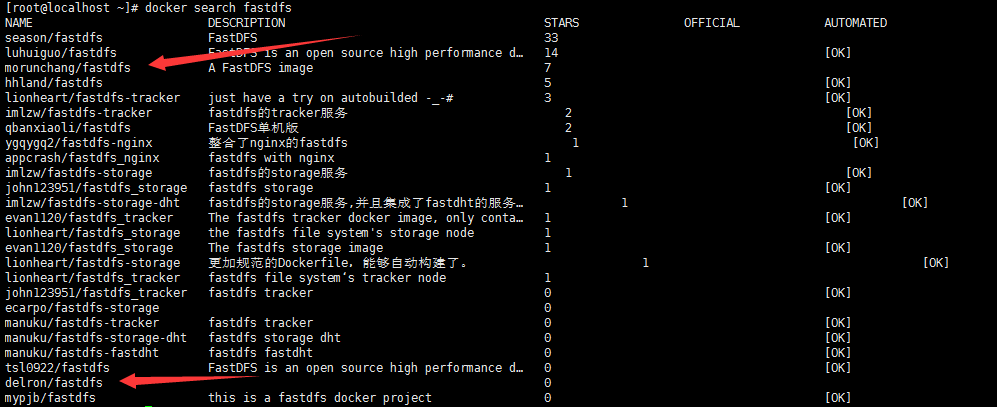 [root@localhost ~]# docker search fastdfs
NAME DESCRIPTION STARS OFFICIAL AUTOMATED
season/fastdfs FastDFS 33
luhuiguo/fastdfs FastDFS is an open source high performance d… 14 [OK]
morunchang/fastdfs A FastDFS image 7
hhland/fastdfs 5 [OK]
lionheart/fastdfs-tracker just have a try on autobuilded -_-# 3 [OK]
imlzw/fastdfs-tracker fastdfs的tracker服务 2 [OK]
qbanxiaoli/fastdfs FastDFS单机版 2 [OK]
ygqygq2/fastdfs-nginx 整合了nginx的fastdfs 1 [OK]
appcrash/fastdfs_nginx fastdfs with nginx 1
imlzw/fastdfs-storage fastdfs的storage服务 1 [OK]
john123951/fastdfs_storage fastdfs storage 1 [OK]
imlzw/fastdfs-storage-dht fastdfs的storage服务,并且集成了fastdht的服务… 1 [OK]
evan1120/fastdfs_tracker The fastdfs tracker docker image, only conta… 1 [OK]
lionheart/fastdfs_storage the fastdfs file system's storage node 1
evan1120/fastdfs_storage The fastdfs storage image 1 [OK]
lionheart/fastdfs-storage 更加规范的Dockerfile, 能够自动构建了。 1 [OK]
lionheart/fastdfs_tracker fastdfs file system‘s tracker node 1
john123951/fastdfs_tracker fastdfs tracker 0 [OK]
ecarpo/fastdfs-storage 0
manuku/fastdfs-tracker fastdfs tracker 0 [OK]
manuku/fastdfs-storage-dht fastdfs storage dht 0 [OK]
manuku/fastdfs-fastdht fastdfs fastdht 0 [OK]
tsl0922/fastdfs FastDFS is an open source high performance d… 0 [OK]
delron/fastdfs 0
mypjb/fastdfs this is a fastdfs docker project 0 [OK]